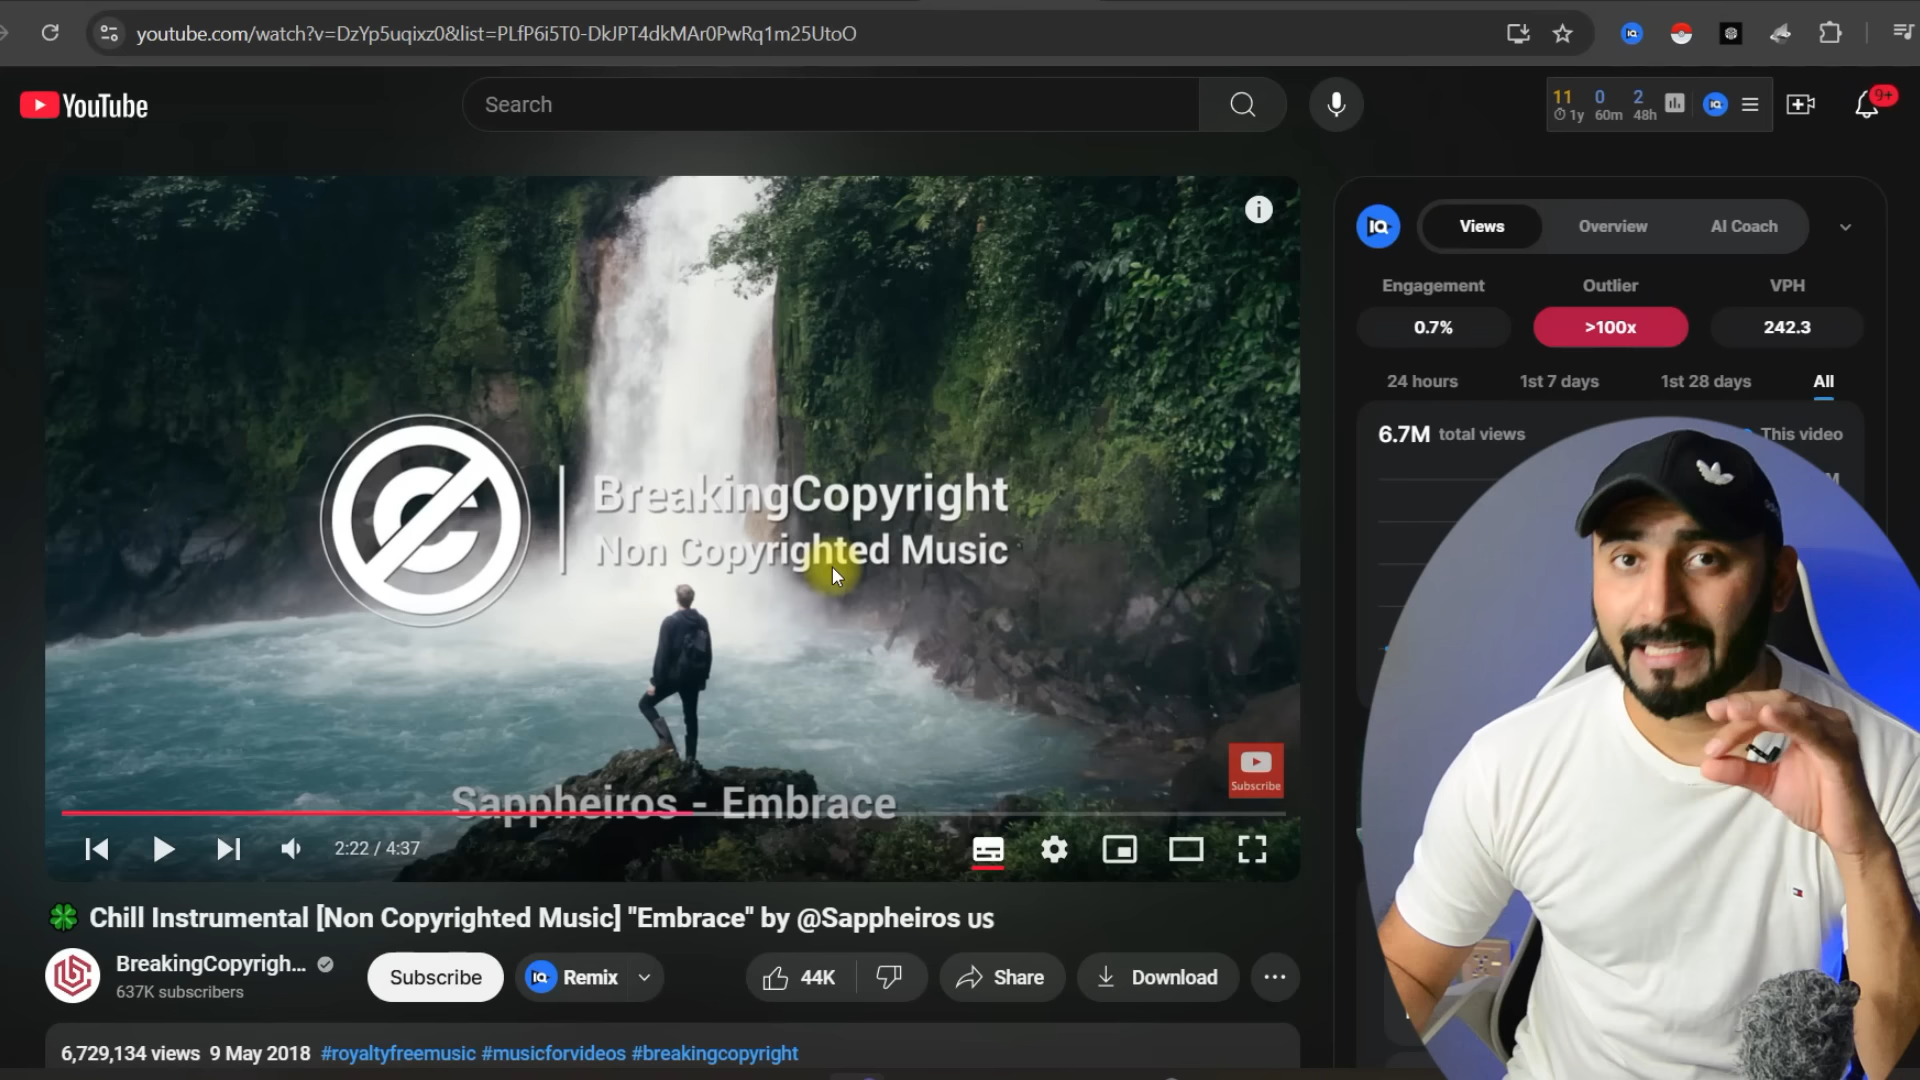 youtube.com/watch?v=DzYp5uqixz0&list=PLfP6i5T0-DkJPT4dkMAr0PwRq1m25UtoO
YouTube
Search
11 0 2
1y 60m 48h
IQ
9+
IQ
Views Overview AI Coach
Engagement Outlier VPH
0.7% >100x 242.3
24 hours 1st 7 days 1st 28 days All
6.7M total views This video
BreakingCopyright
Non Copyrighted Music
Subscribe
Sappheiros - Embrace
2:22 / 4:37
Chill Instrumental [Non Copyrighted Music] "Embrace" by @Sappheiros US
BreakingCopyrigh...
637K subscribers
Subscribe
IQ Remix
44K
Share
Download
6,729,134 views 9 May 2018 #royaltyfreemusic #musicforvideos #breakingcopyright